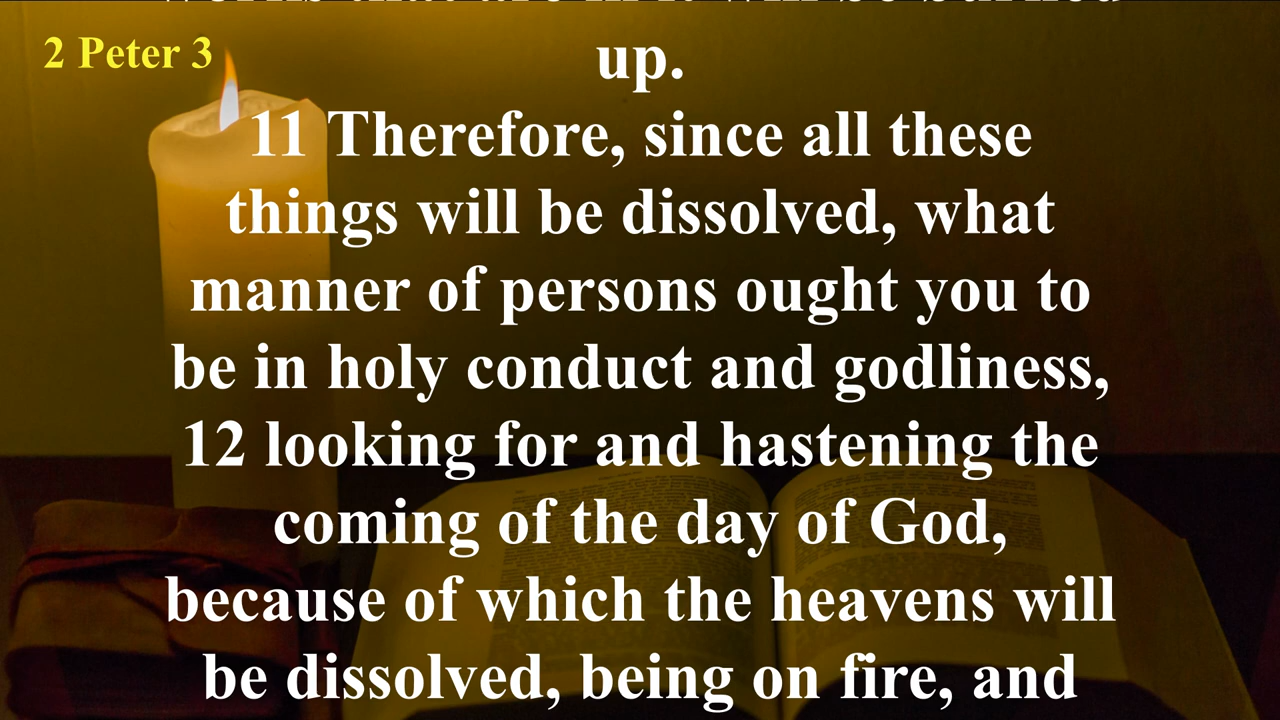 2 Peter 3
up.
11 Therefore, since all these
things will be dissolved, what
manner of persons ought you to
be in holy conduct and godliness,
12 looking for and hastening the
coming of the day of God,
because of which the heavens will
be dissolved, being on fire, and